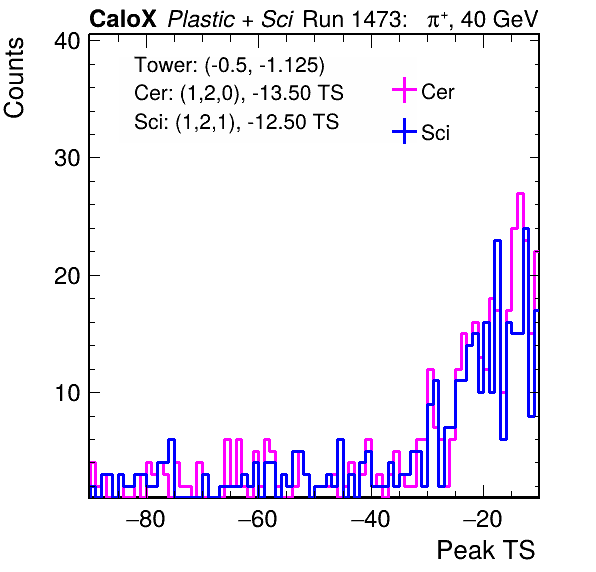 CaloX Plastic + Sci Run 1473: π⁺, 40 GeV
Counts
40
30
20
10
Tower: (-0.5, -1.125)
Cer: (1,2,0), -13.50 TS
Sci: (1,2,1), -12.50 TS
Cer
Sci
−80 −60 −40 −20
Peak TS